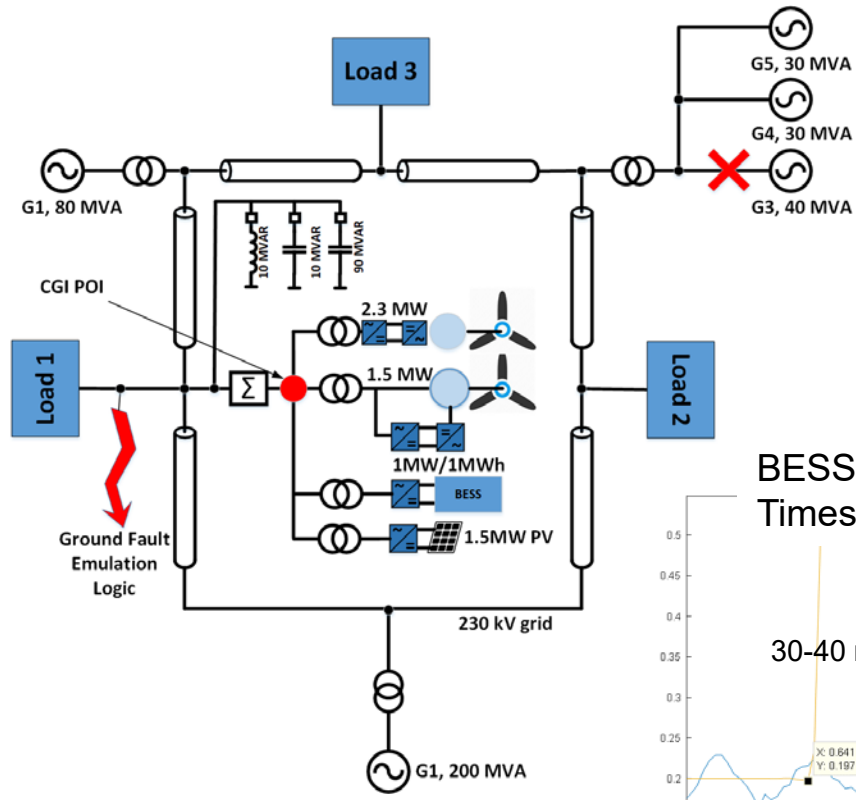 G5, 30 MVA
Load 3
G4, 30 MVA
G1, 80 MVA
G3, 40 MVA
10 MVAR
10 MVAR
90 MVAR
CGI POI
2.3 MW
Load 1
Σ
1.5 MW
Load 2
1MW/1MWh
BESS
1.5MW PV
Ground Fault
Emulation
Logic
230 kV grid
G1, 200 MVA
BESS
Times
0.5
0.45
0.4
0.35
30-40
0.3
0.25
X: 0.641
Y: 0.197
0.2